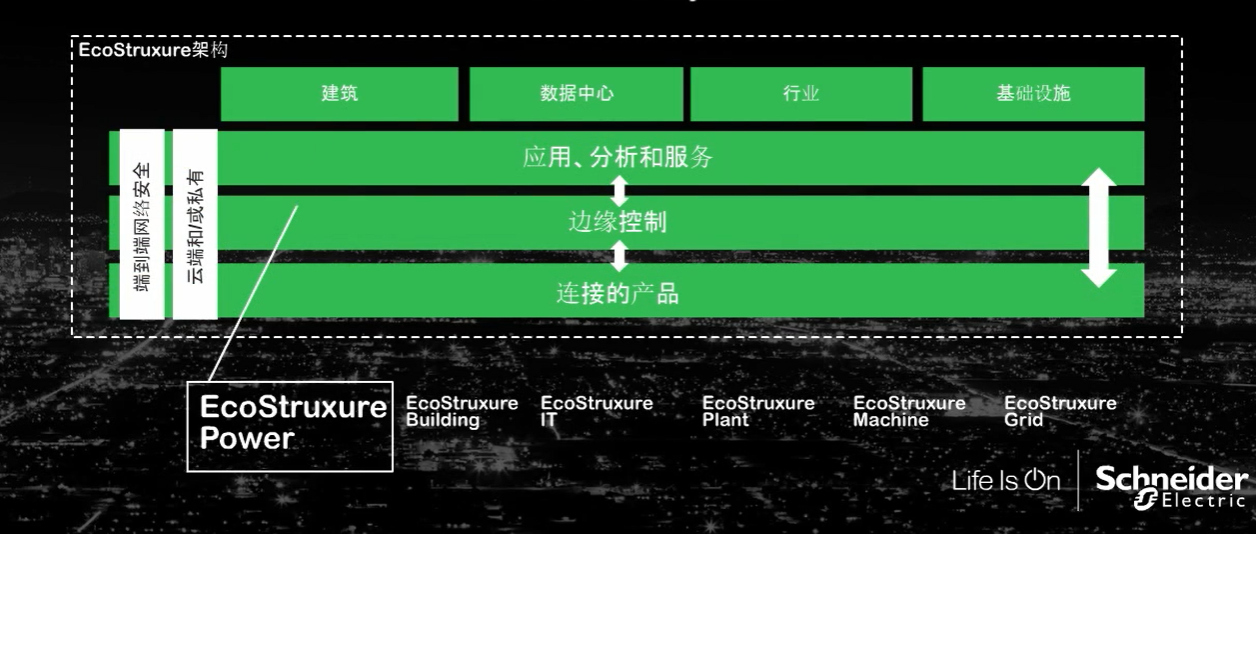 EcoStruxure架构
建筑
数据中心
行业
基础设施
端到端网络安全
云端和/或私有
应用、分析和服务
边缘控制
连接的产品
EcoStruxure
Power
EcoStruxure
Building
EcoStruxure
IT
EcoStruxure
Plant
EcoStruxure
Machine
EcoStruxure
Grid
Life Is On
Schneider
Electric